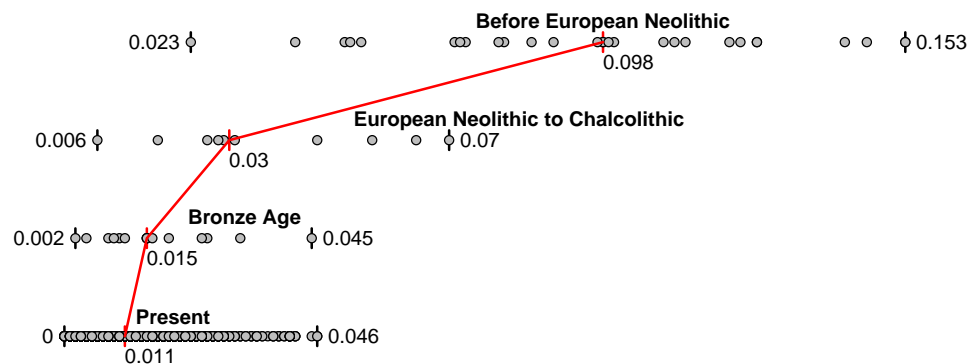 Before European Neolithic
0.023 0.153
0.098
European Neolithic to Chalcolithic
0.006 0.07
0.03
Bronze Age
0.002 0.045
0.015
Present
0 0.046
0.011